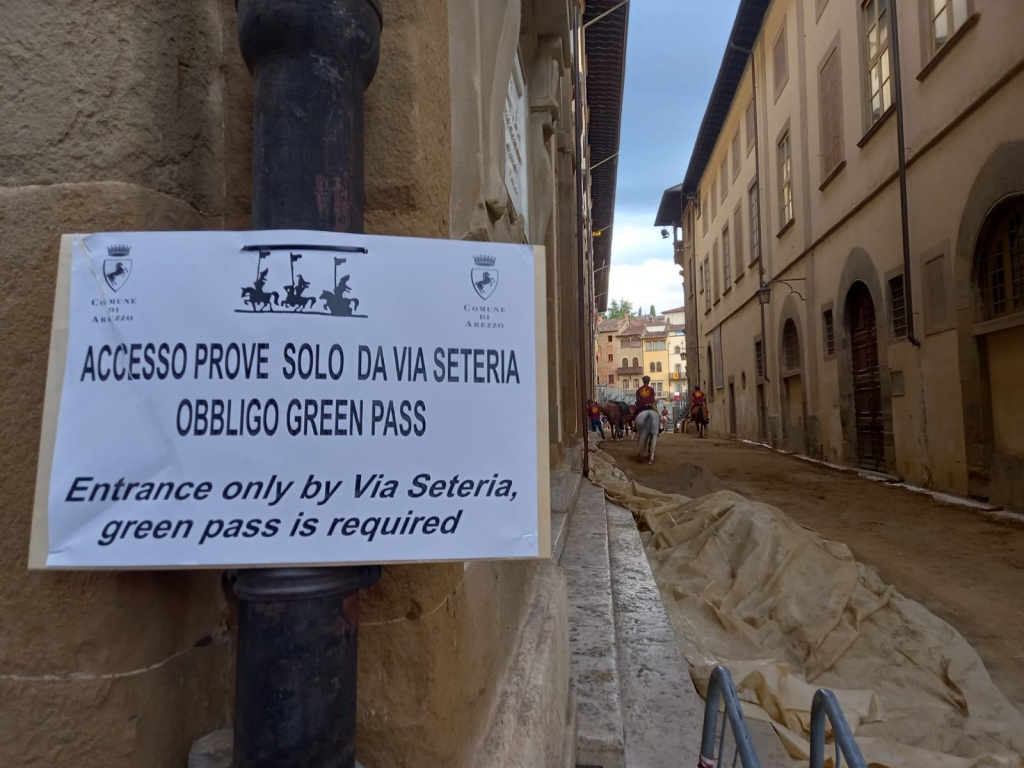 COMUNE
DI
AREZZO
COMUNE
DI
AREZZO
ACCESSO PROVE SOLO DA VIA SETERIA
OBBLIGO GREEN PASS
Entrance only by Via Seteria,
green pass is required